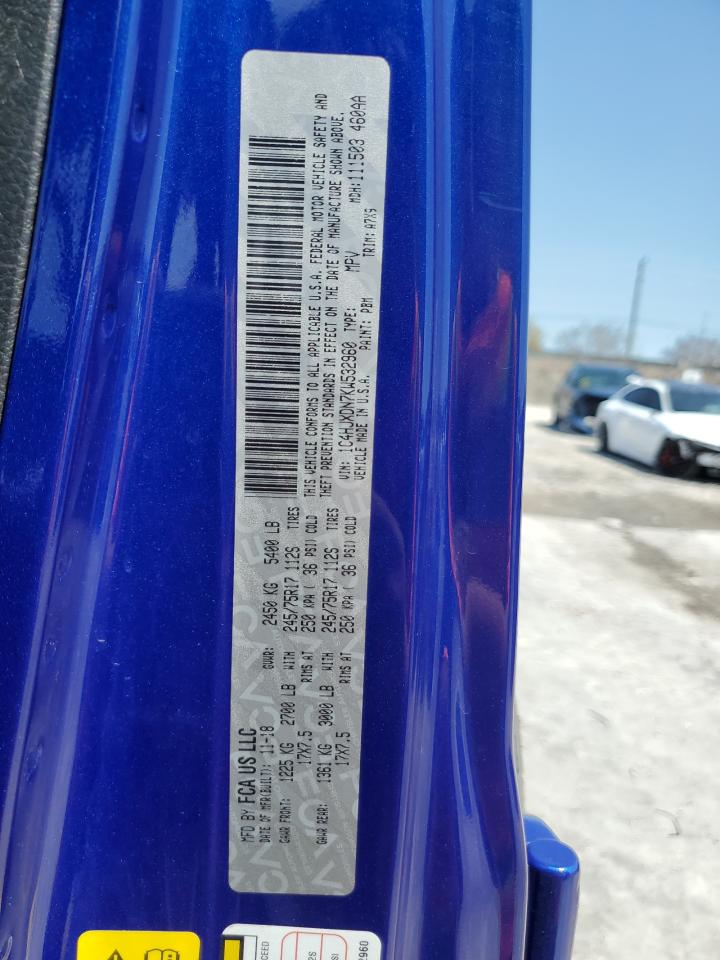 MFD BY FCA US LLC
DATE OF MFR(BUILT): 11-18 GVWR: 2450 KG 5400 LB
GAWR FRONT: 1225 KG 2700 LB WITH 245/75R17 112S TIRES
17X7.5 RIMS AT 250 KPA ( 36 PSI) COLD
GAWR REAR: 1361 KG 3000 LB WITH 245/75R17 112S TIRES
17X7.5 RIMS AT 250 KPA ( 36 PSI) COLD
THIS VEHICLE CONFORMS TO ALL APPLICABLE U.S.A. FEDERAL MOTOR VEHICLE SAFETY AND
THEFT PREVENTION STANDARDS IN EFFECT ON THE DATE OF MANUFACTURE SHOWN ABOVE.
VIN: 1C4HJXDN7KW532960 TYPE: MPV MDH: 111503 4609AA
VEHICLE MADE IN U.S.A. PAINT: PBM TRIM: A7X9